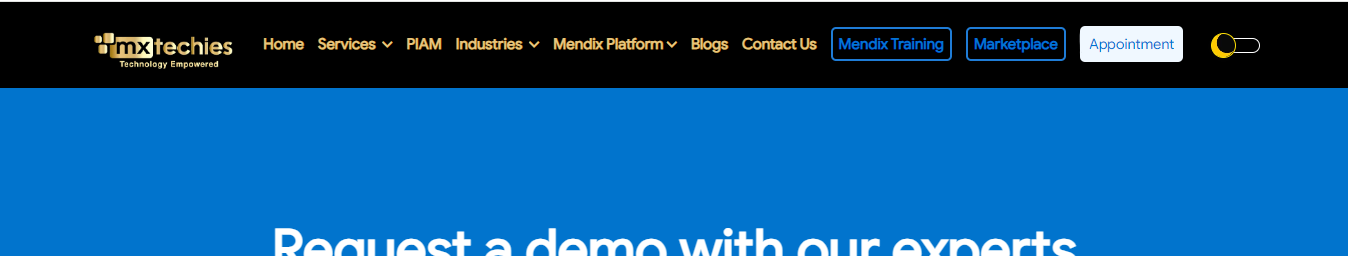 mxtechies
Technology Empowered
Home Services PIAM Industries Mendix Platform Blogs Contact Us Mendix Training Marketplace Appointment
Request a demo with our experts